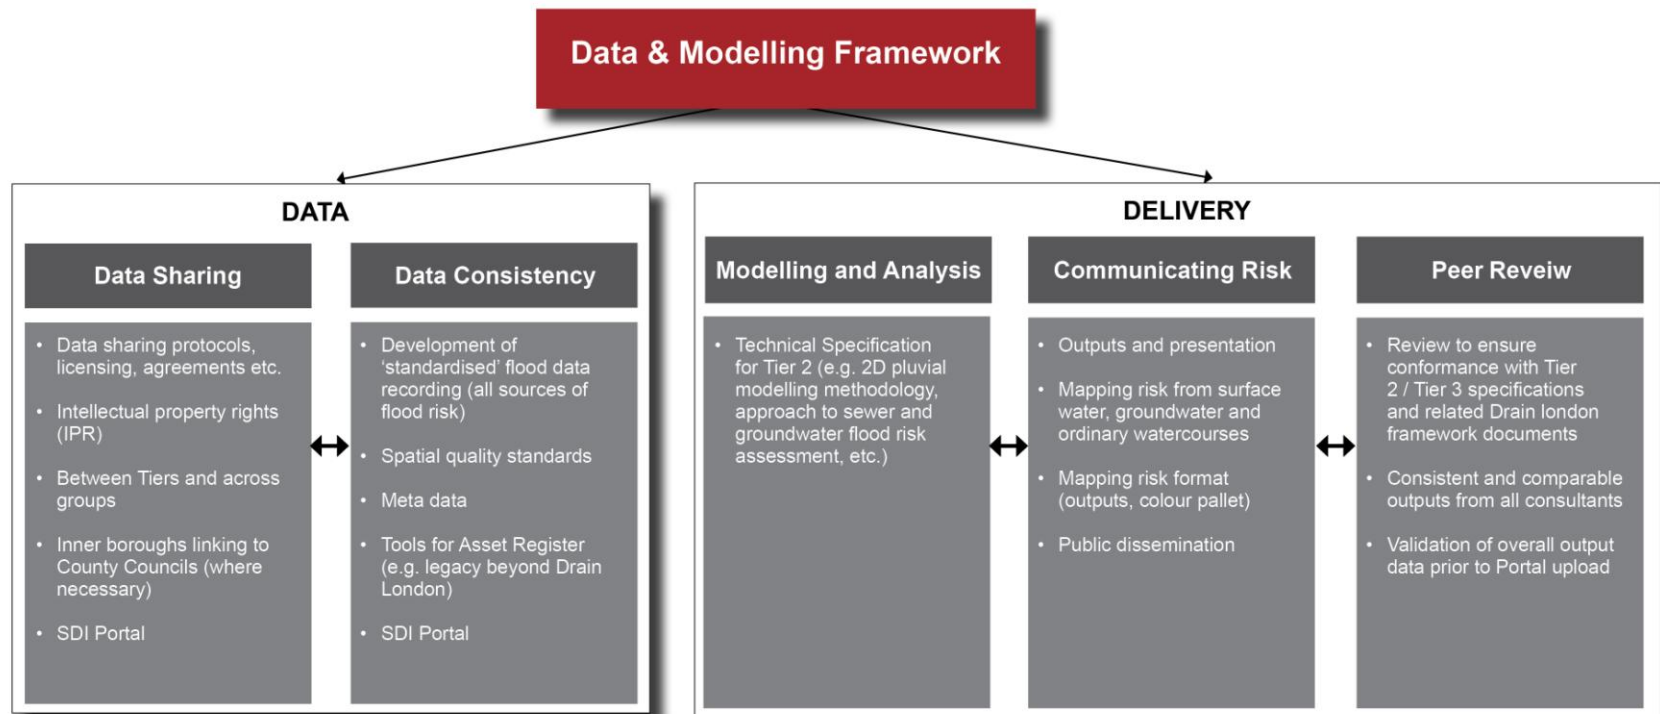 Data & Modelling Framework
DATA
Data Sharing
• Data sharing protocols,
licensing, agreements etc.
• Intellectual property rights
(IPR)
• Between Tiers and across
groups
• Inner boroughs linking to
County Councils (where
necessary)
• SDI Portal
Data Consistency
• Development of
‘standardised’ flood data
recording (all sources of
flood risk)
• Spatial quality standards
• Meta data
• Tools for Asset Register
(e.g. legacy beyond Drain
London)
• SDI Portal
DELIVERY
Modelling and Analysis
• Technical Specification
for Tier 2 (e.g. 2D pluvial
modelling methodology,
approach to sewer and
groundwater flood risk
assessment, etc.)
Communicating Risk
• Outputs and presentation
• Mapping risk from surface
water, groundwater and
ordinary watercourses
• Mapping risk format
(outputs, colour pallet)
• Public dissemination
Peer Reveiw
• Review to ensure
conformance with Tier
2 / Tier 3 specifications
and related Drain london
framework documents
• Consistent and comparable
outputs from all consultants
• Validation of overall output
data prior to Portal upload